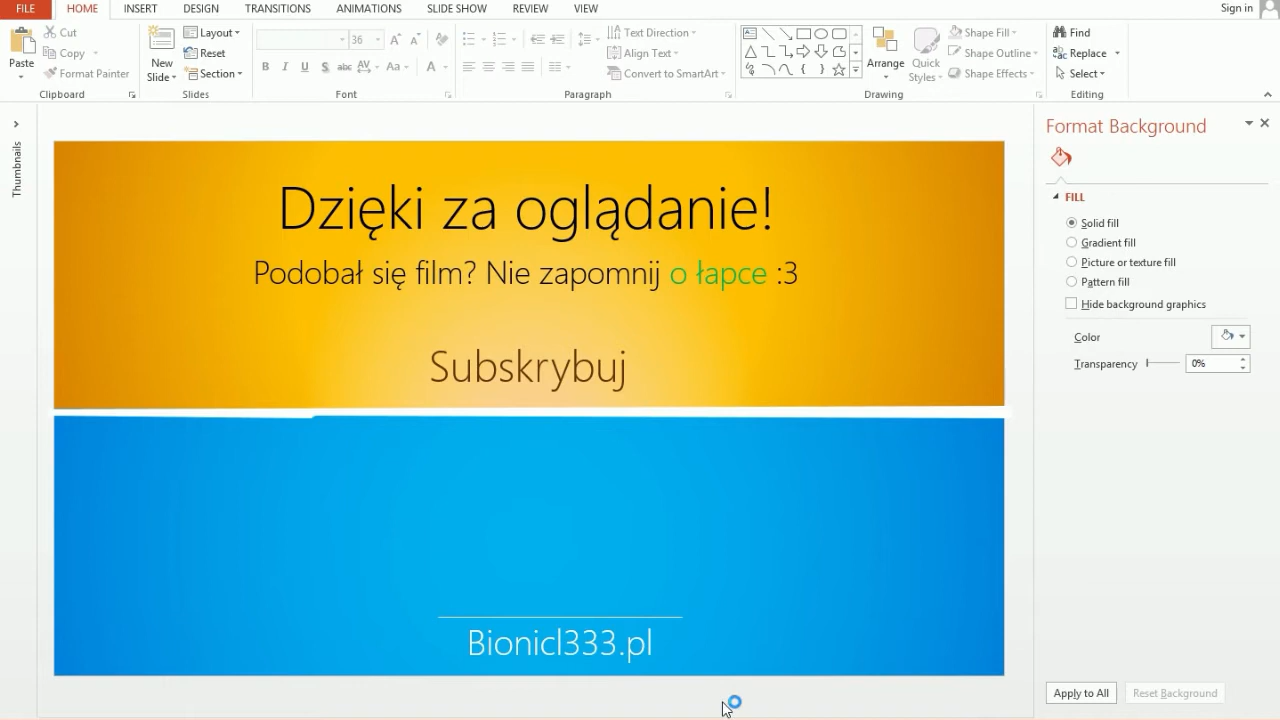 FILE HOME INSERT DESIGN TRANSITIONS ANIMATIONS SLIDE SHOW REVIEW VIEW Sign in
Cut Layout 36 Text Direction Shape Fill Find
Copy Reset Align Text Shape Outline Replace
Paste Format Painter New Slide Section B I U S abc AV Aa A Convert to SmartArt Arrange Quick Styles Shape Effects Select
Clipboard Slides Font Paragraph Drawing Editing
Thumbnails
Dzięki za oglądanie!
Podobał się film? Nie zapomnij o łapce :3
Subskrybuj
Bionicl333.pl
Format Background
FILL
Solid fill
Gradient fill
Picture or texture fill
Pattern fill
Hide background graphics
Color
Transparency 0%
Apply to All Reset Background